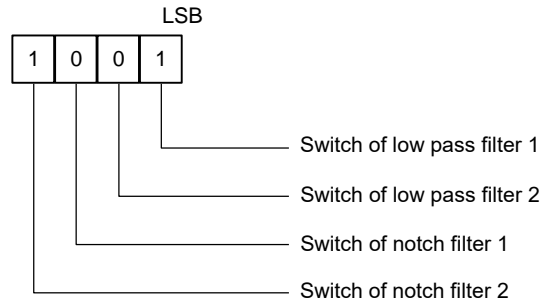 LSB
1 0 0 1
Switch of low pass filter 1
Switch of low pass filter 2
Switch of notch filter 1
Switch of notch filter 2